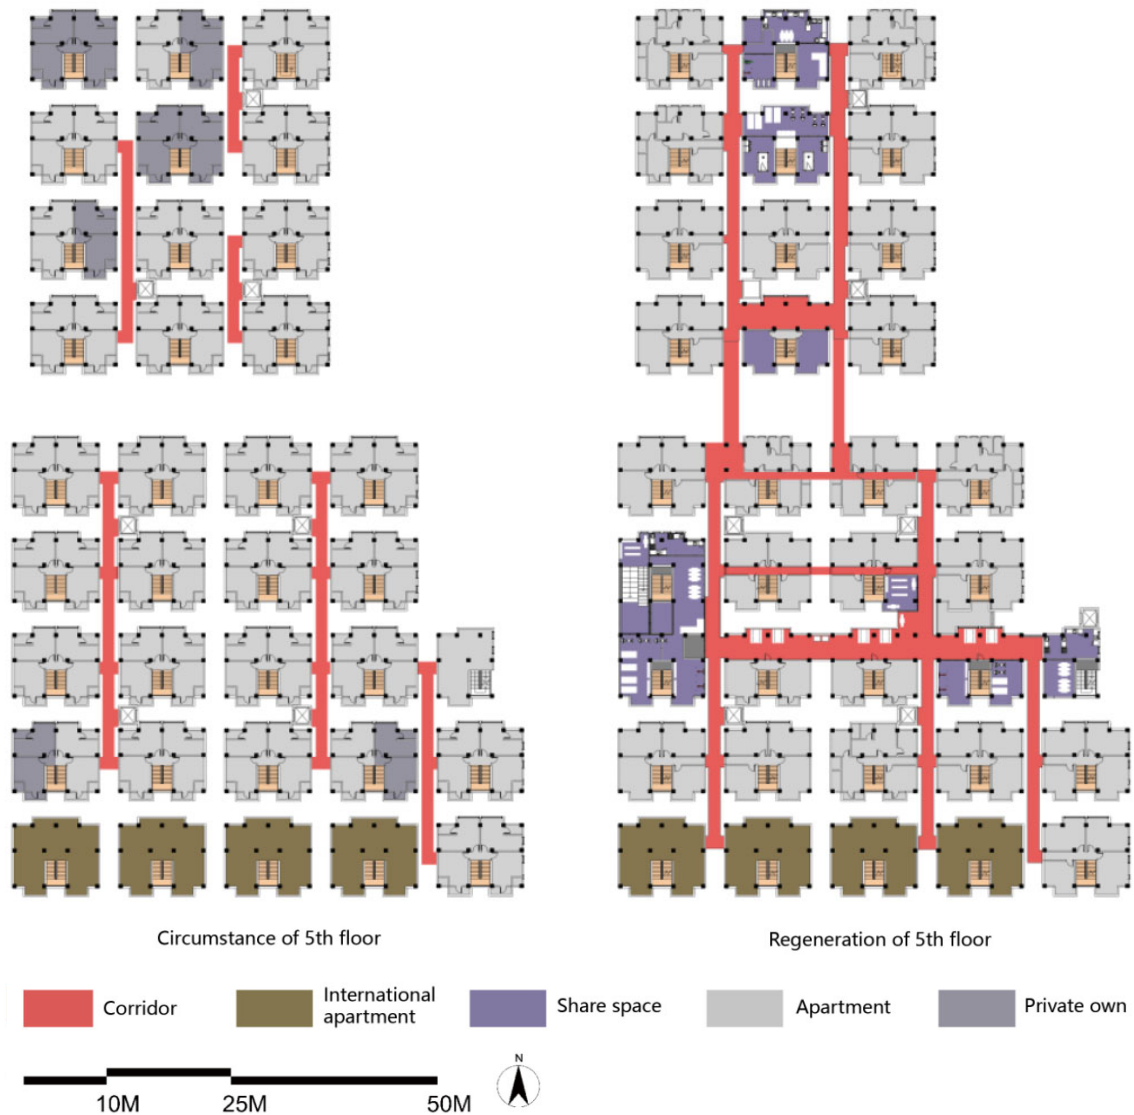 Circumstance of 5th floor
Regeneration of 5th floor
Corridor
International
apartment
Share space
Apartment
Private own
10M
25M
50M
N